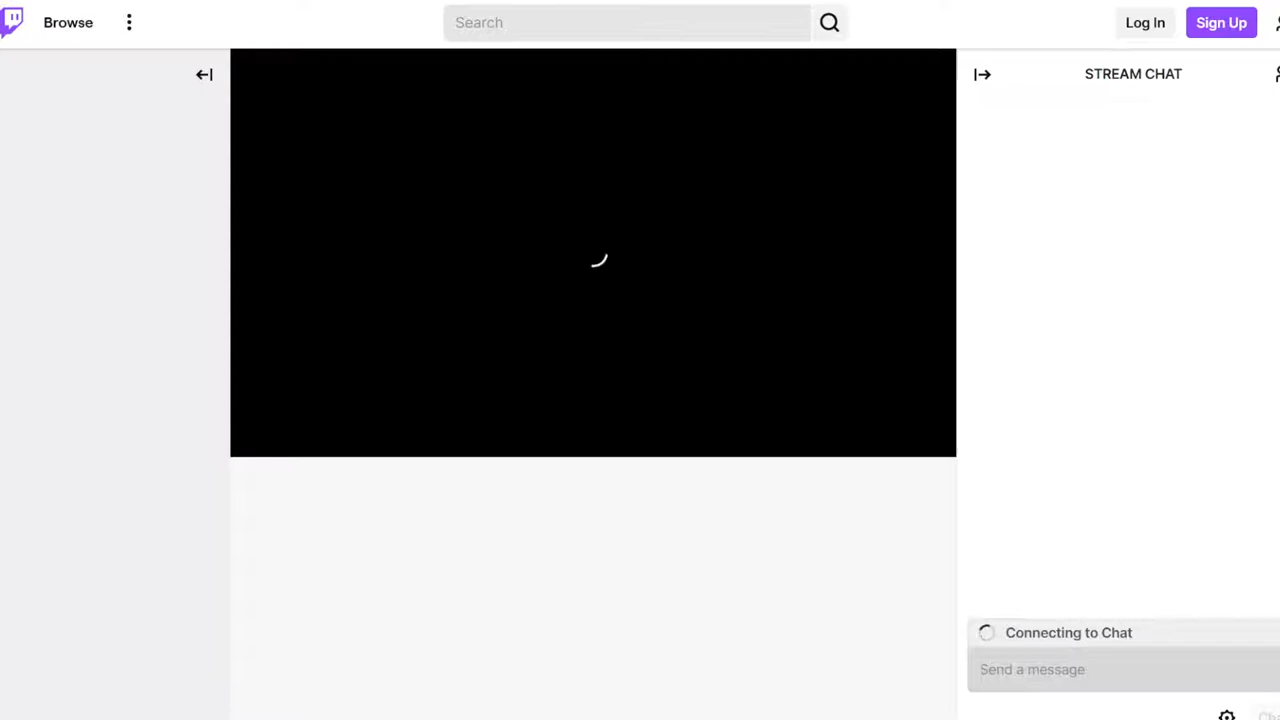 Browse
Search
Log In
Sign Up
STREAM CHAT
Connecting to Chat
Send a message